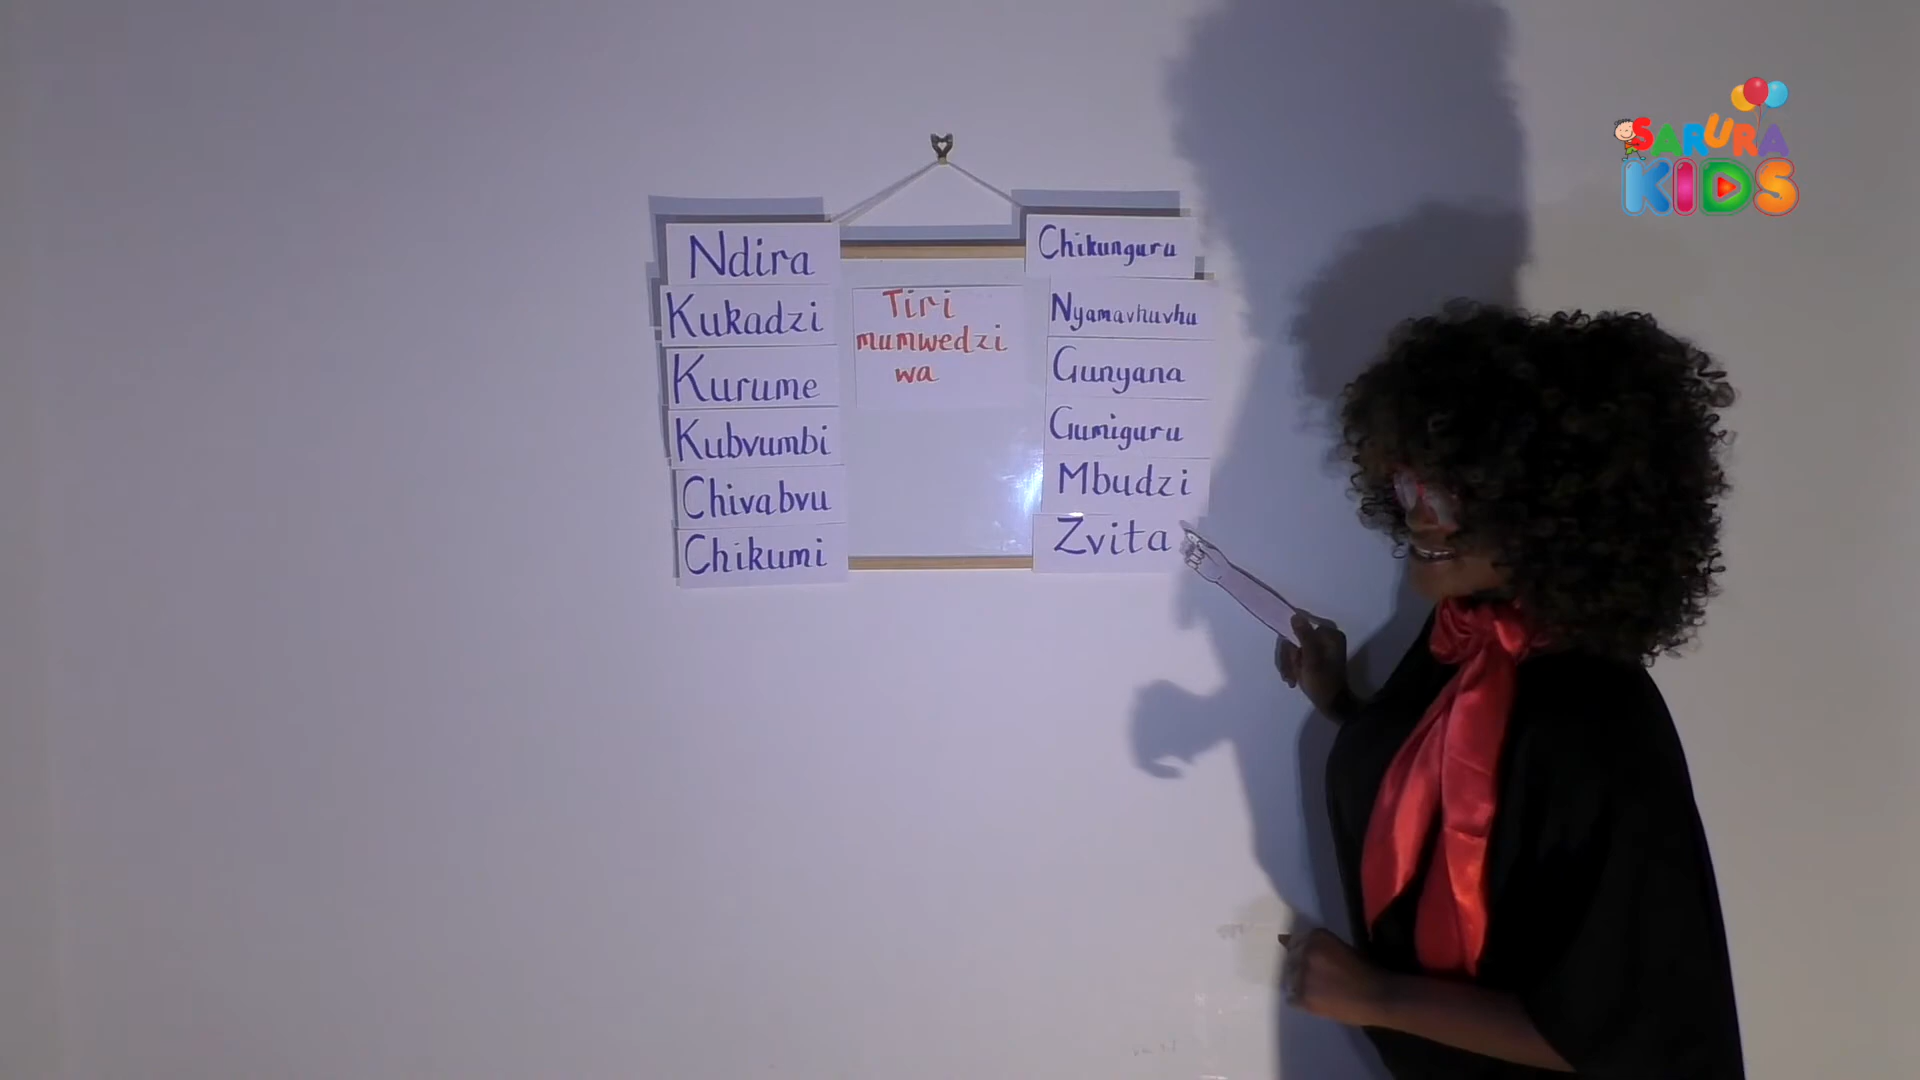 Ndira
Kukadzi
Kurume
Kubvumbi
Chivabvu
Chikumi
Tiri
mumwedzi
wa
Chikunguru
Nyamavhuvhu
Gunyana
Gumiguru
Mbudzi
Zvita
SARURA
KIDS